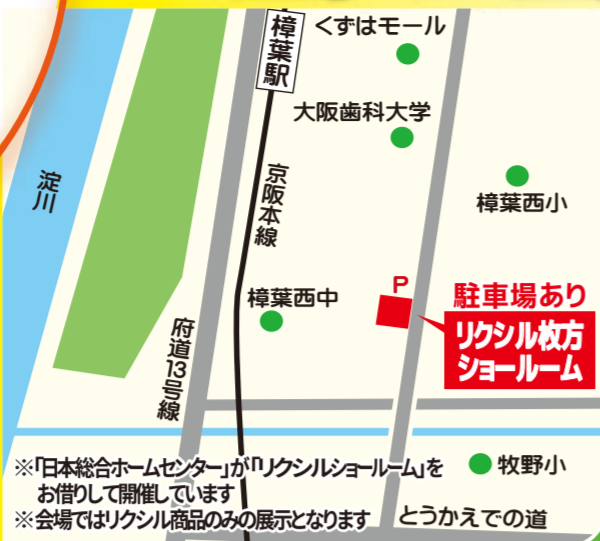 樟葉駅
くずはモール
大阪歯科大学
淀川
京阪本線
樟葉西小
樟葉西中
P
駐車場あり
リクシル枚方
ショールーム
府道13号線
※「日本総合ホームセンター」が「リクシルショールーム」を
お借りして開催しています
※会場ではリクシル商品のみの展示となります
牧野小
とうかえでの道